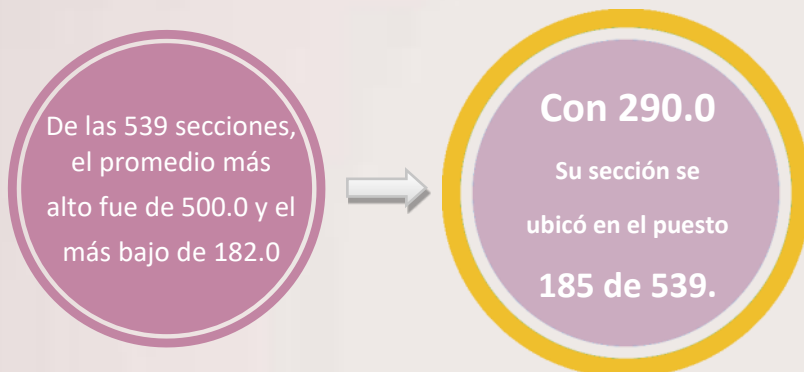 De las 539 secciones,
el promedio más
alto fue de 500.0 y el
más bajo de 182.0
Con 290.0
Su sección se
ubicó en el puesto
185 de 539.